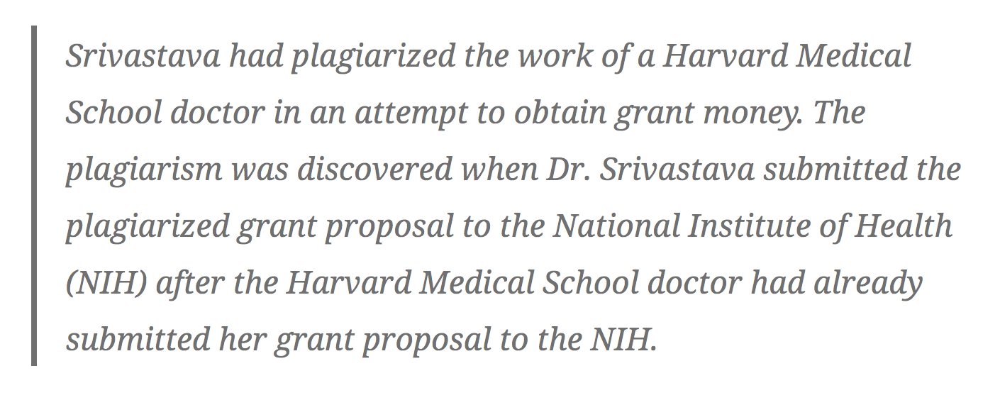 Srivastava had plagiarized the work of a Harvard Medical
School doctor in an attempt to obtain grant money. The
plagiarism was discovered when Dr. Srivastava submitted the
plagiarized grant proposal to the National Institute of Health
(NIH) after the Harvard Medical School doctor had already
submitted her grant proposal to the NIH.